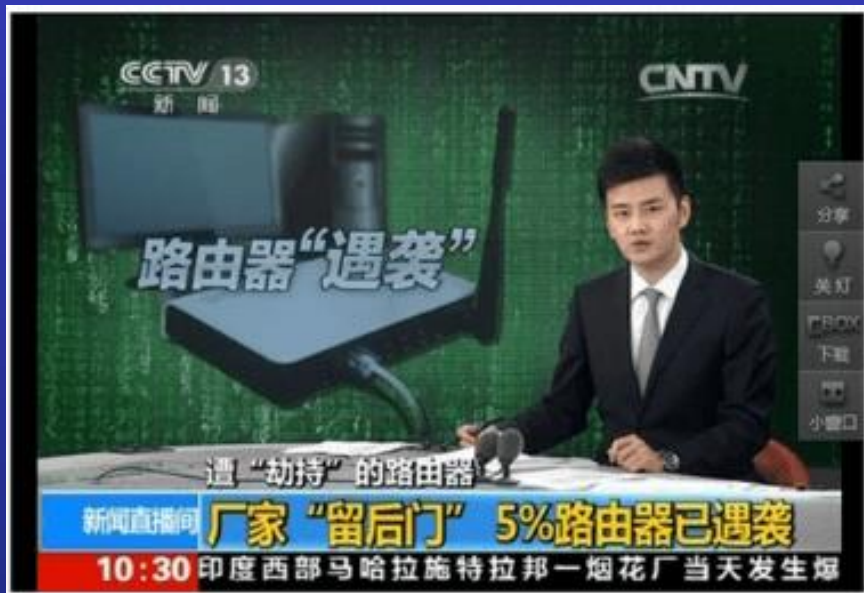 CCTV 13
新闻
CNTV
路由器“遇袭”
分享
关灯
CBOX
下载
小窗口
遭“劫持”的路由器
新闻直播间
厂家“留后门” 5%路由器已遇袭
10:30
印度西部马哈拉施特拉邦一烟花厂当天发生爆